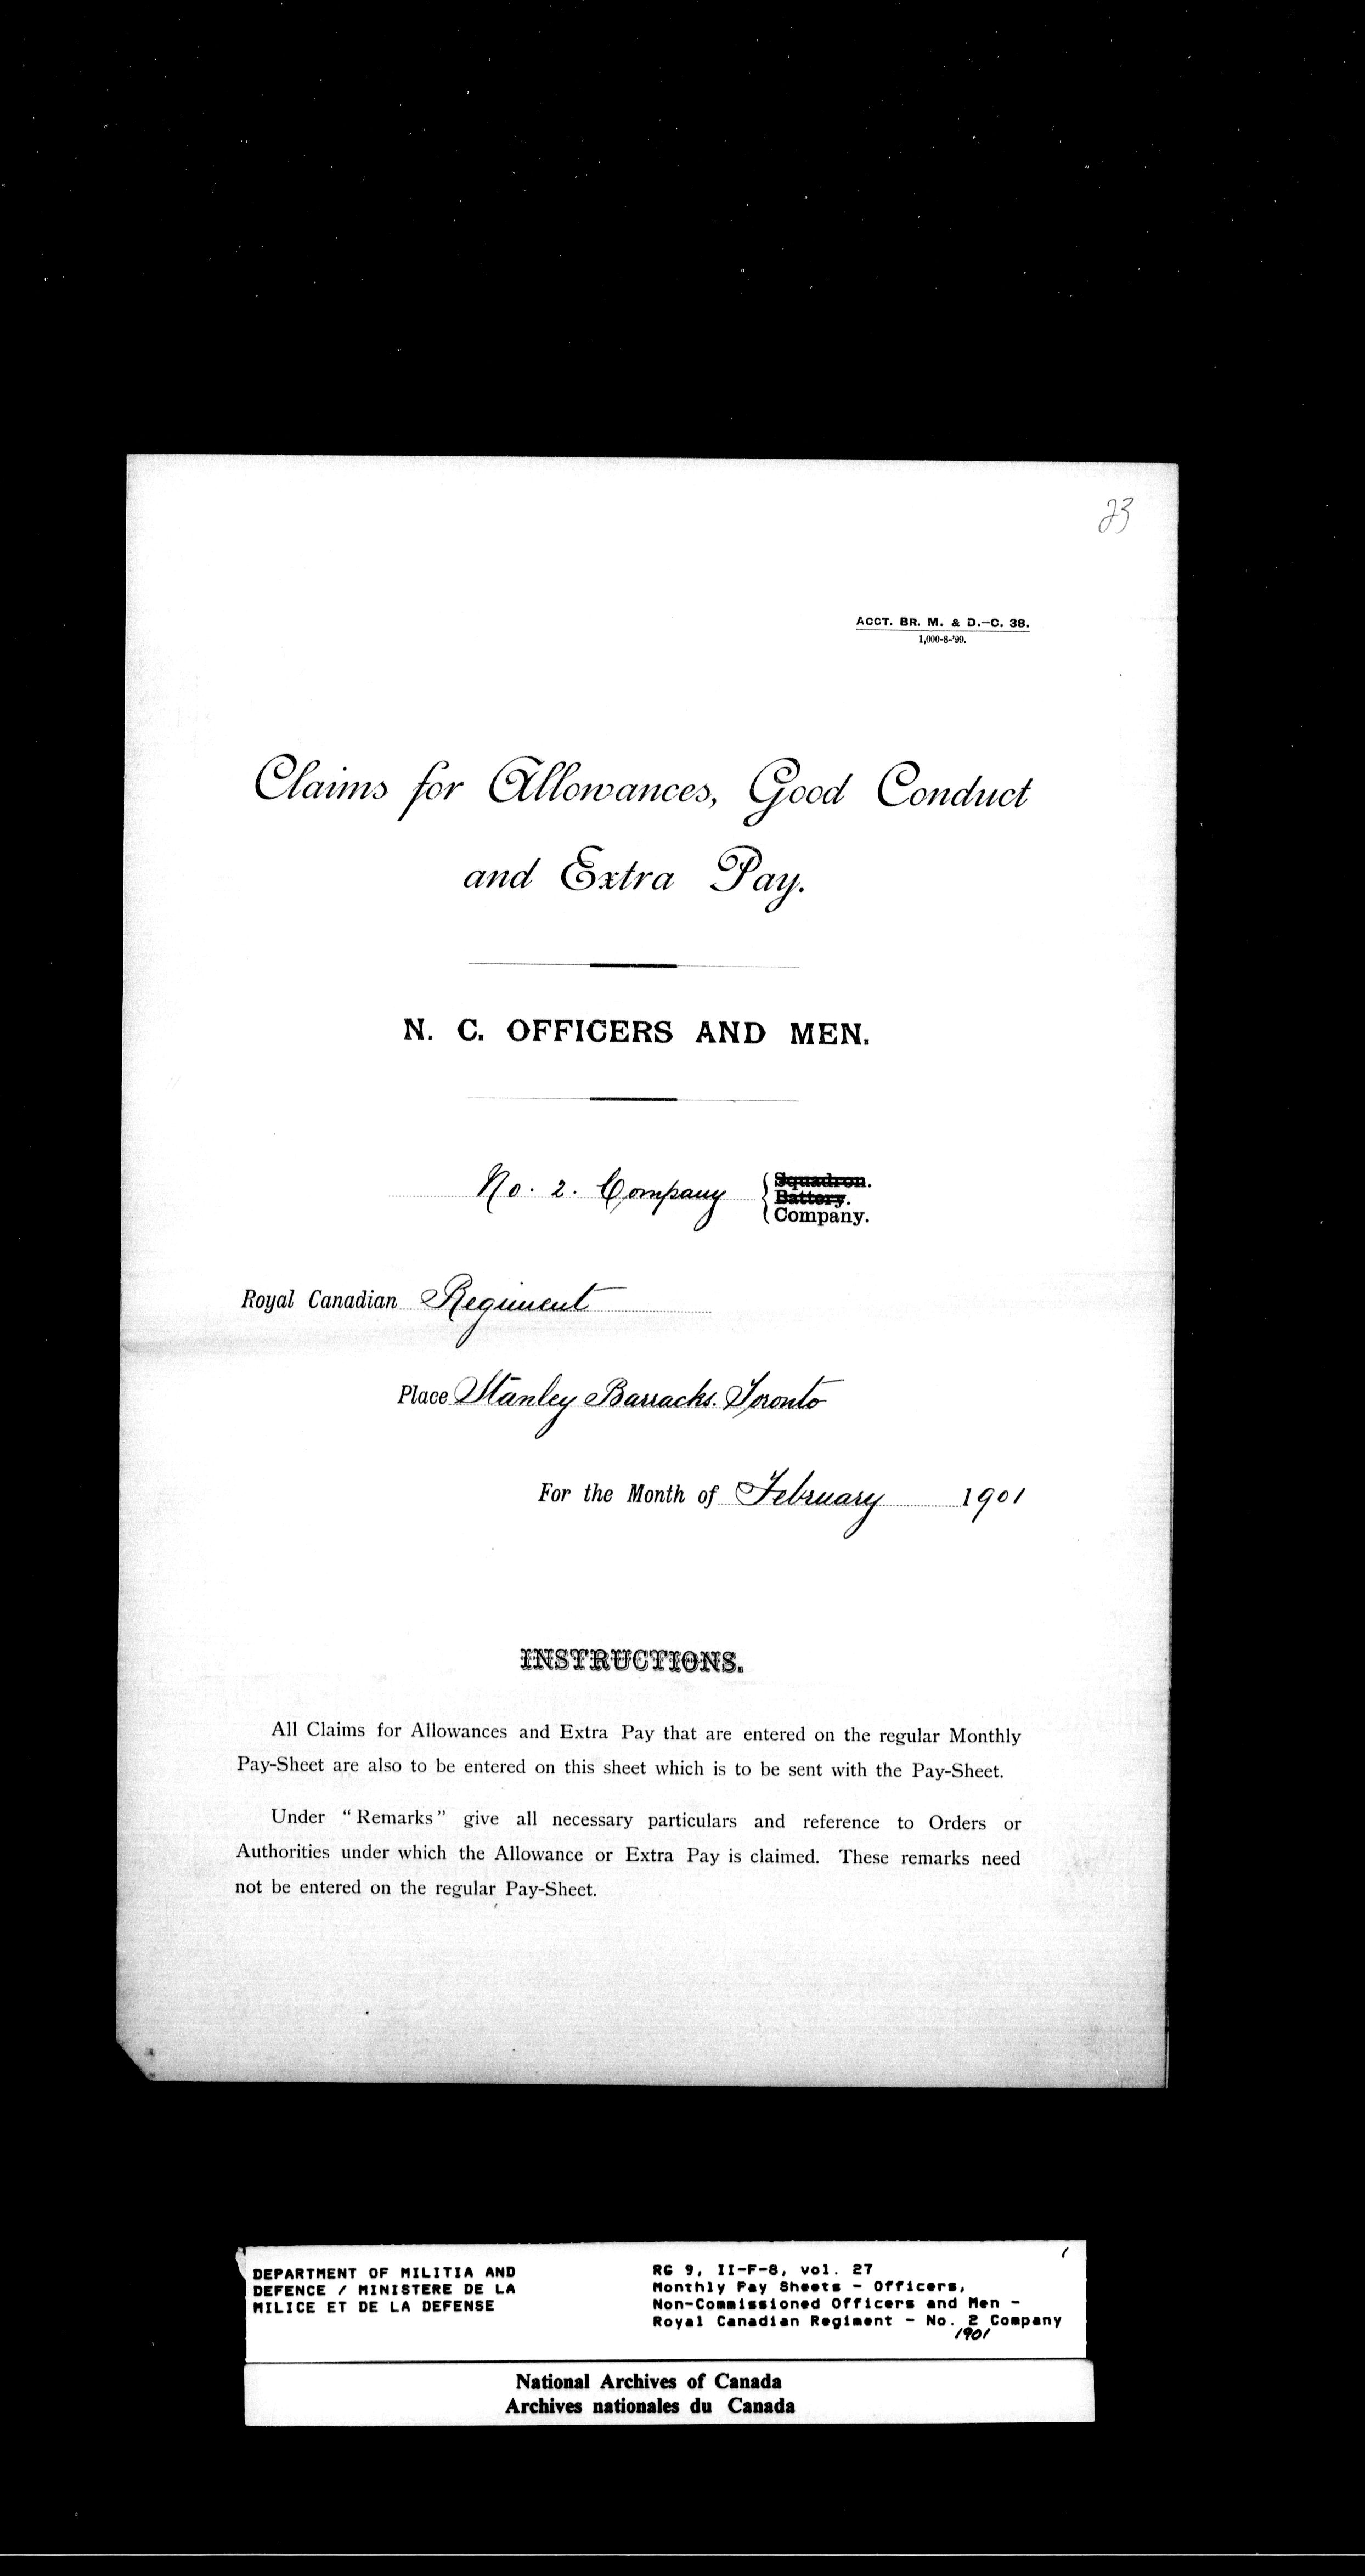 23
ACCT. BR. M. & D.—C. 38.
1,000-8-'99.
Claims for Allowances, Good Conduct
and Extra Pay.
N. C. OFFICERS AND MEN.
No. 2. Company { Squadron.
Battery.
Company.
Royal Canadian Regiment
Place Stanley Barracks. Toronto
For the Month of February 1901
INSTRUCTIONS.
All Claims for Allowances and Extra Pay that are entered on the regular Monthly
Pay-Sheet are also to be entered on this sheet which is to be sent with the Pay-Sheet.
Under "Remarks" give all necessary particulars and reference to Orders or
Authorities under which the Allowance or Extra Pay is claimed. These remarks need
not be entered on the regular Pay-Sheet.
DEPARTMENT OF MILITIA AND
DEFENCE / MINISTERE DE LA
MILICE ET DE LA DEFENSE
1
RG 9, II-F-8, vol. 27
Monthly Pay Sheets - Officers,
Non-Commissioned Officers and Men -
Royal Canadian Regiment - No. 2 Company
1901
National Archives of Canada
Archives nationales du Canada